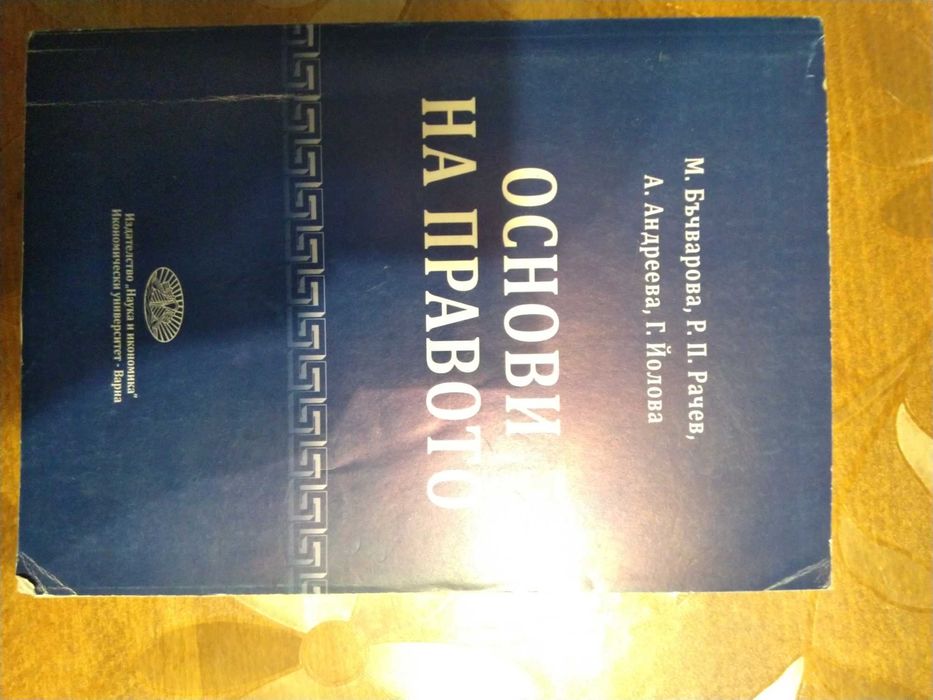 М. Бъчварова, Р. П. Рачев,
А. Андреева, Г. Йолова
ОСНОВИ
НА ПРАВОТО
Издателство „Наука и икономика“
Икономически университет - Варна